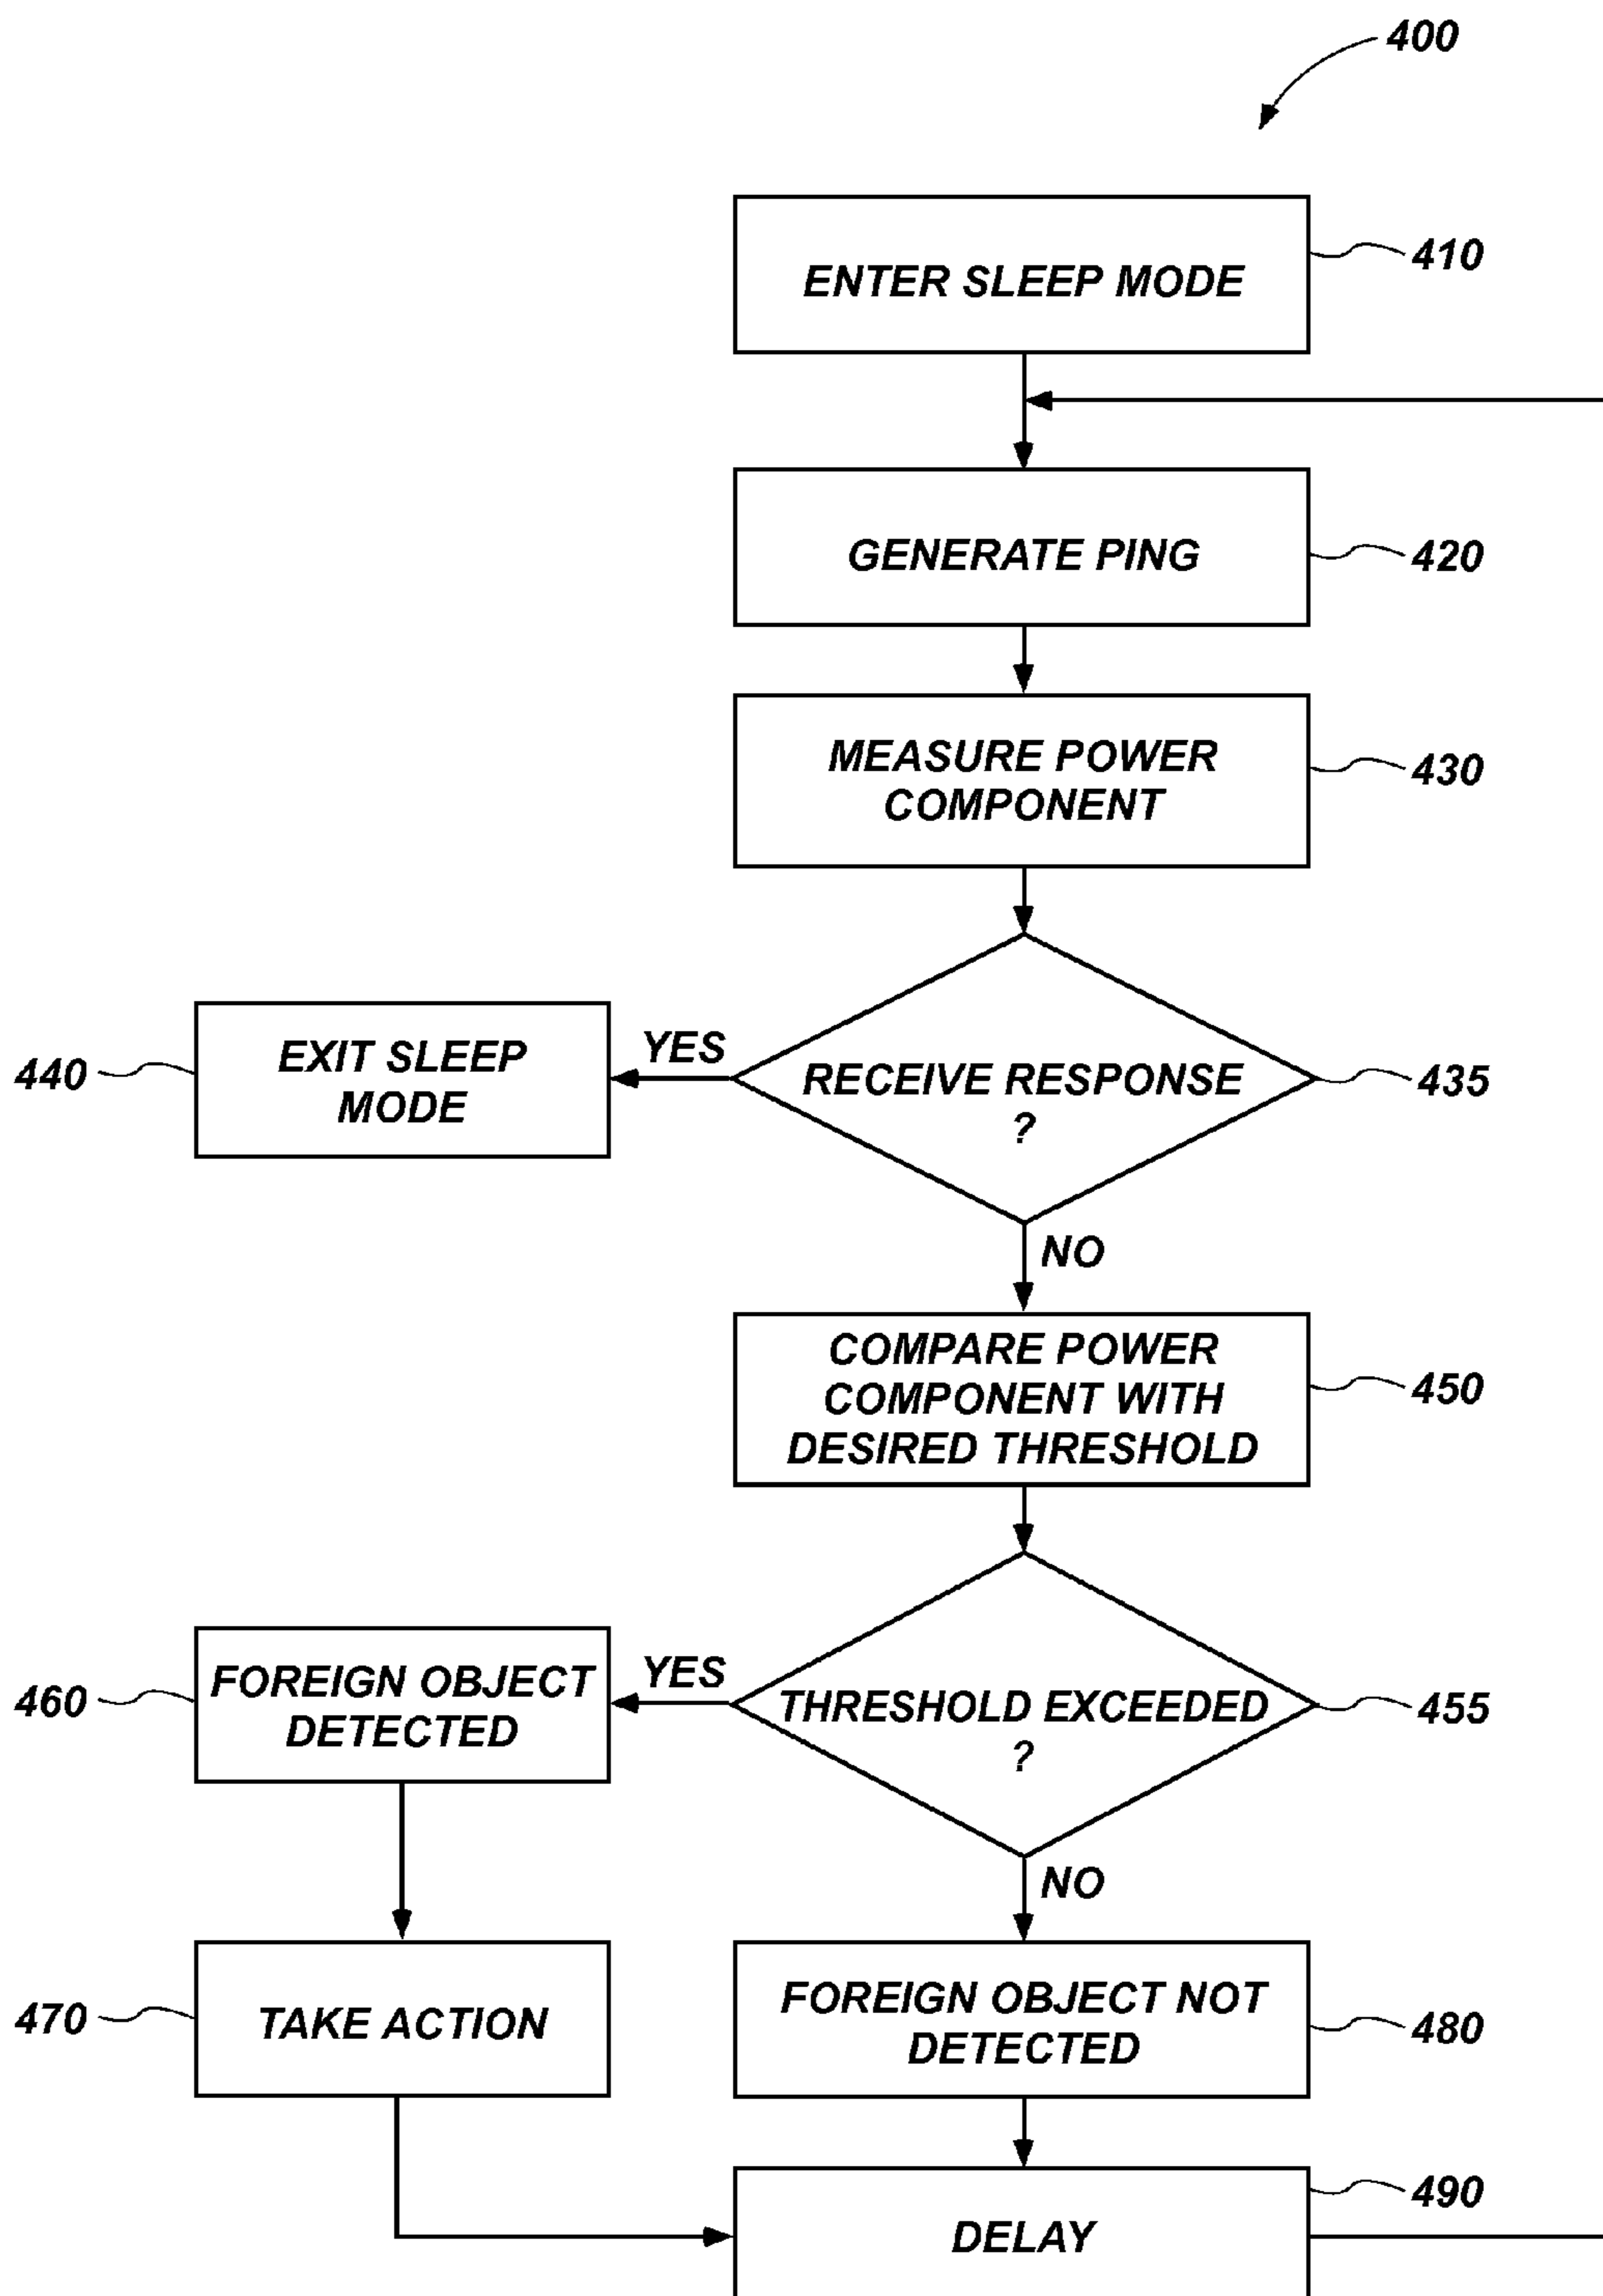 400
ENTER SLEEP MODE
410
GENERATE PING
420
MEASURE POWER
COMPONENT
430
RECEIVE RESPONSE
?
435
YES
EXIT SLEEP
MODE
440
NO
COMPARE POWER
COMPONENT WITH
DESIRED THRESHOLD
450
THRESHOLD EXCEEDED
?
455
YES
FOREIGN OBJECT
DETECTED
460
NO
TAKE ACTION
470
FOREIGN OBJECT NOT
DETECTED
480
DELAY
490